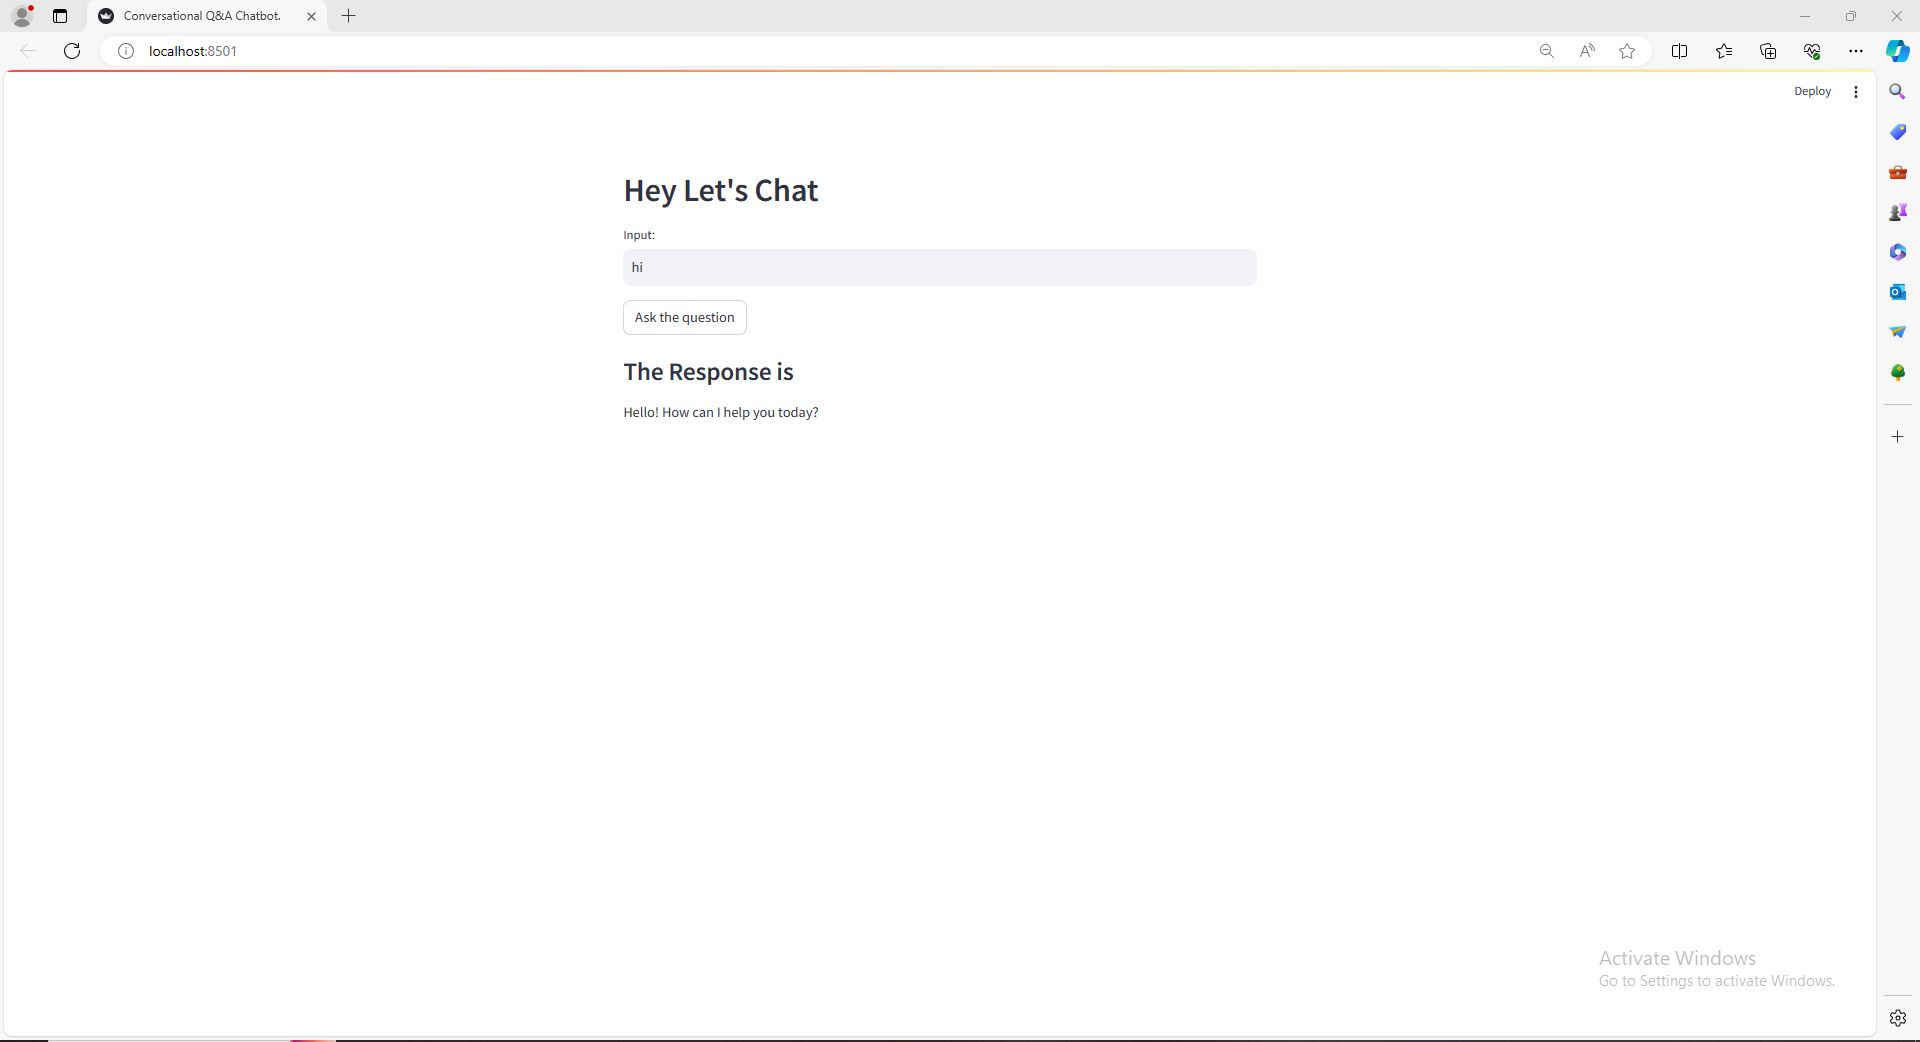 Conversational Q&A Chatbot.
localhost:8501
Deploy
Hey Let's Chat
Input:
hi
Ask the question
The Response is
Hello! How can I help you today?
Activate Windows
Go to Settings to activate Windows.